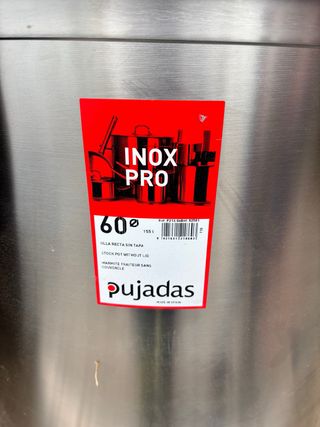 INOX
PRO
60ø
155 l
OLLA RECTA SIN TAPA
STOCK POT WITHOUT LID
MARMITE TRAITEUR SANS
COUVERCLE
pujadas
MADE IN SPAIN